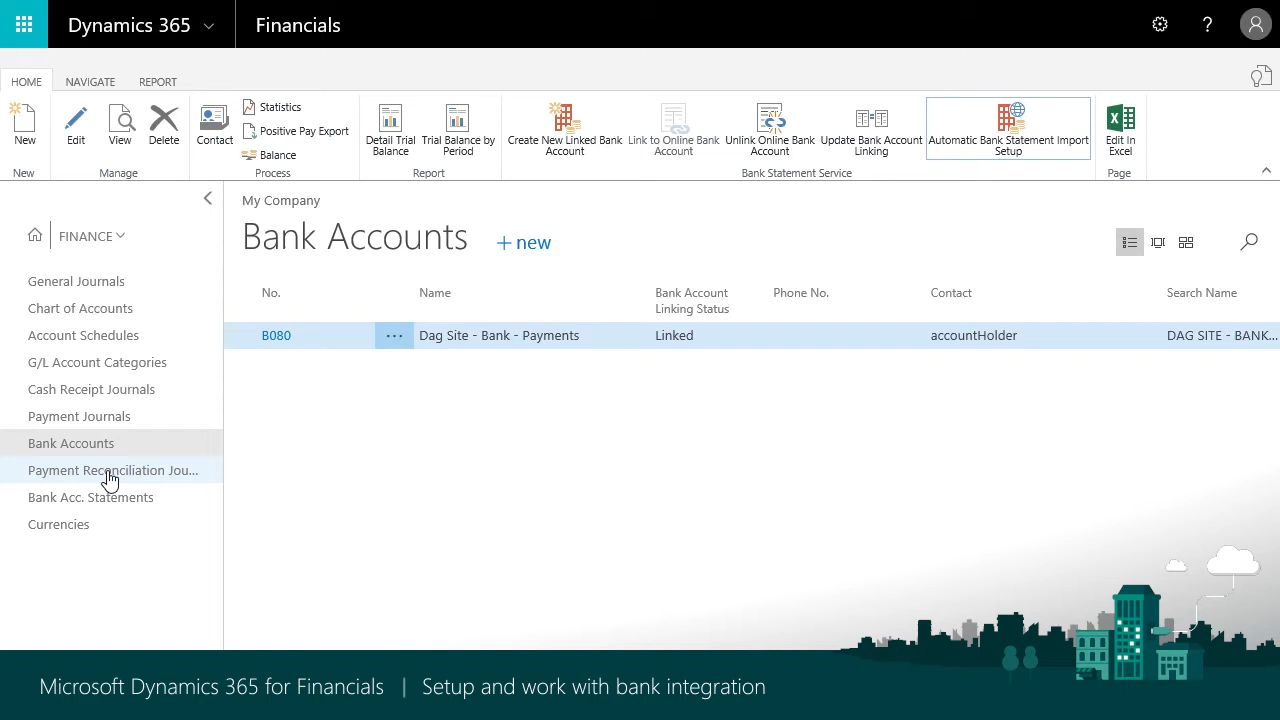 Dynamics 365
Financials
?
HOME
NAVIGATE
REPORT
New
Edit
View
Delete
Contact
Statistics
Positive Pay Export
Balance
Detail Trial
Balance
Trial Balance by
Period
Create New Linked Bank
Account
Link to Online Bank
Account
Unlink Online Bank
Account
Update Bank Account
Linking
Automatic Bank Statement Import
Setup
Edit In
Excel
New
Manage
Process
Report
Bank Statement Service
Page
FINANCE
General Journals
Chart of Accounts
Account Schedules
G/L Account Categories
Cash Receipt Journals
Payment Journals
Bank Accounts
Payment Reconciliation Jou...
Bank Acc. Statements
Currencies
My Company
Bank Accounts
+ new
No.
Name
Bank Account
Linking Status
Phone No.
Contact
Search Name
B080
...
Dag Site - Bank - Payments
Linked
accountHolder
DAG SITE - BANK...
Microsoft Dynamics 365 for Financials | Setup and work with bank integration